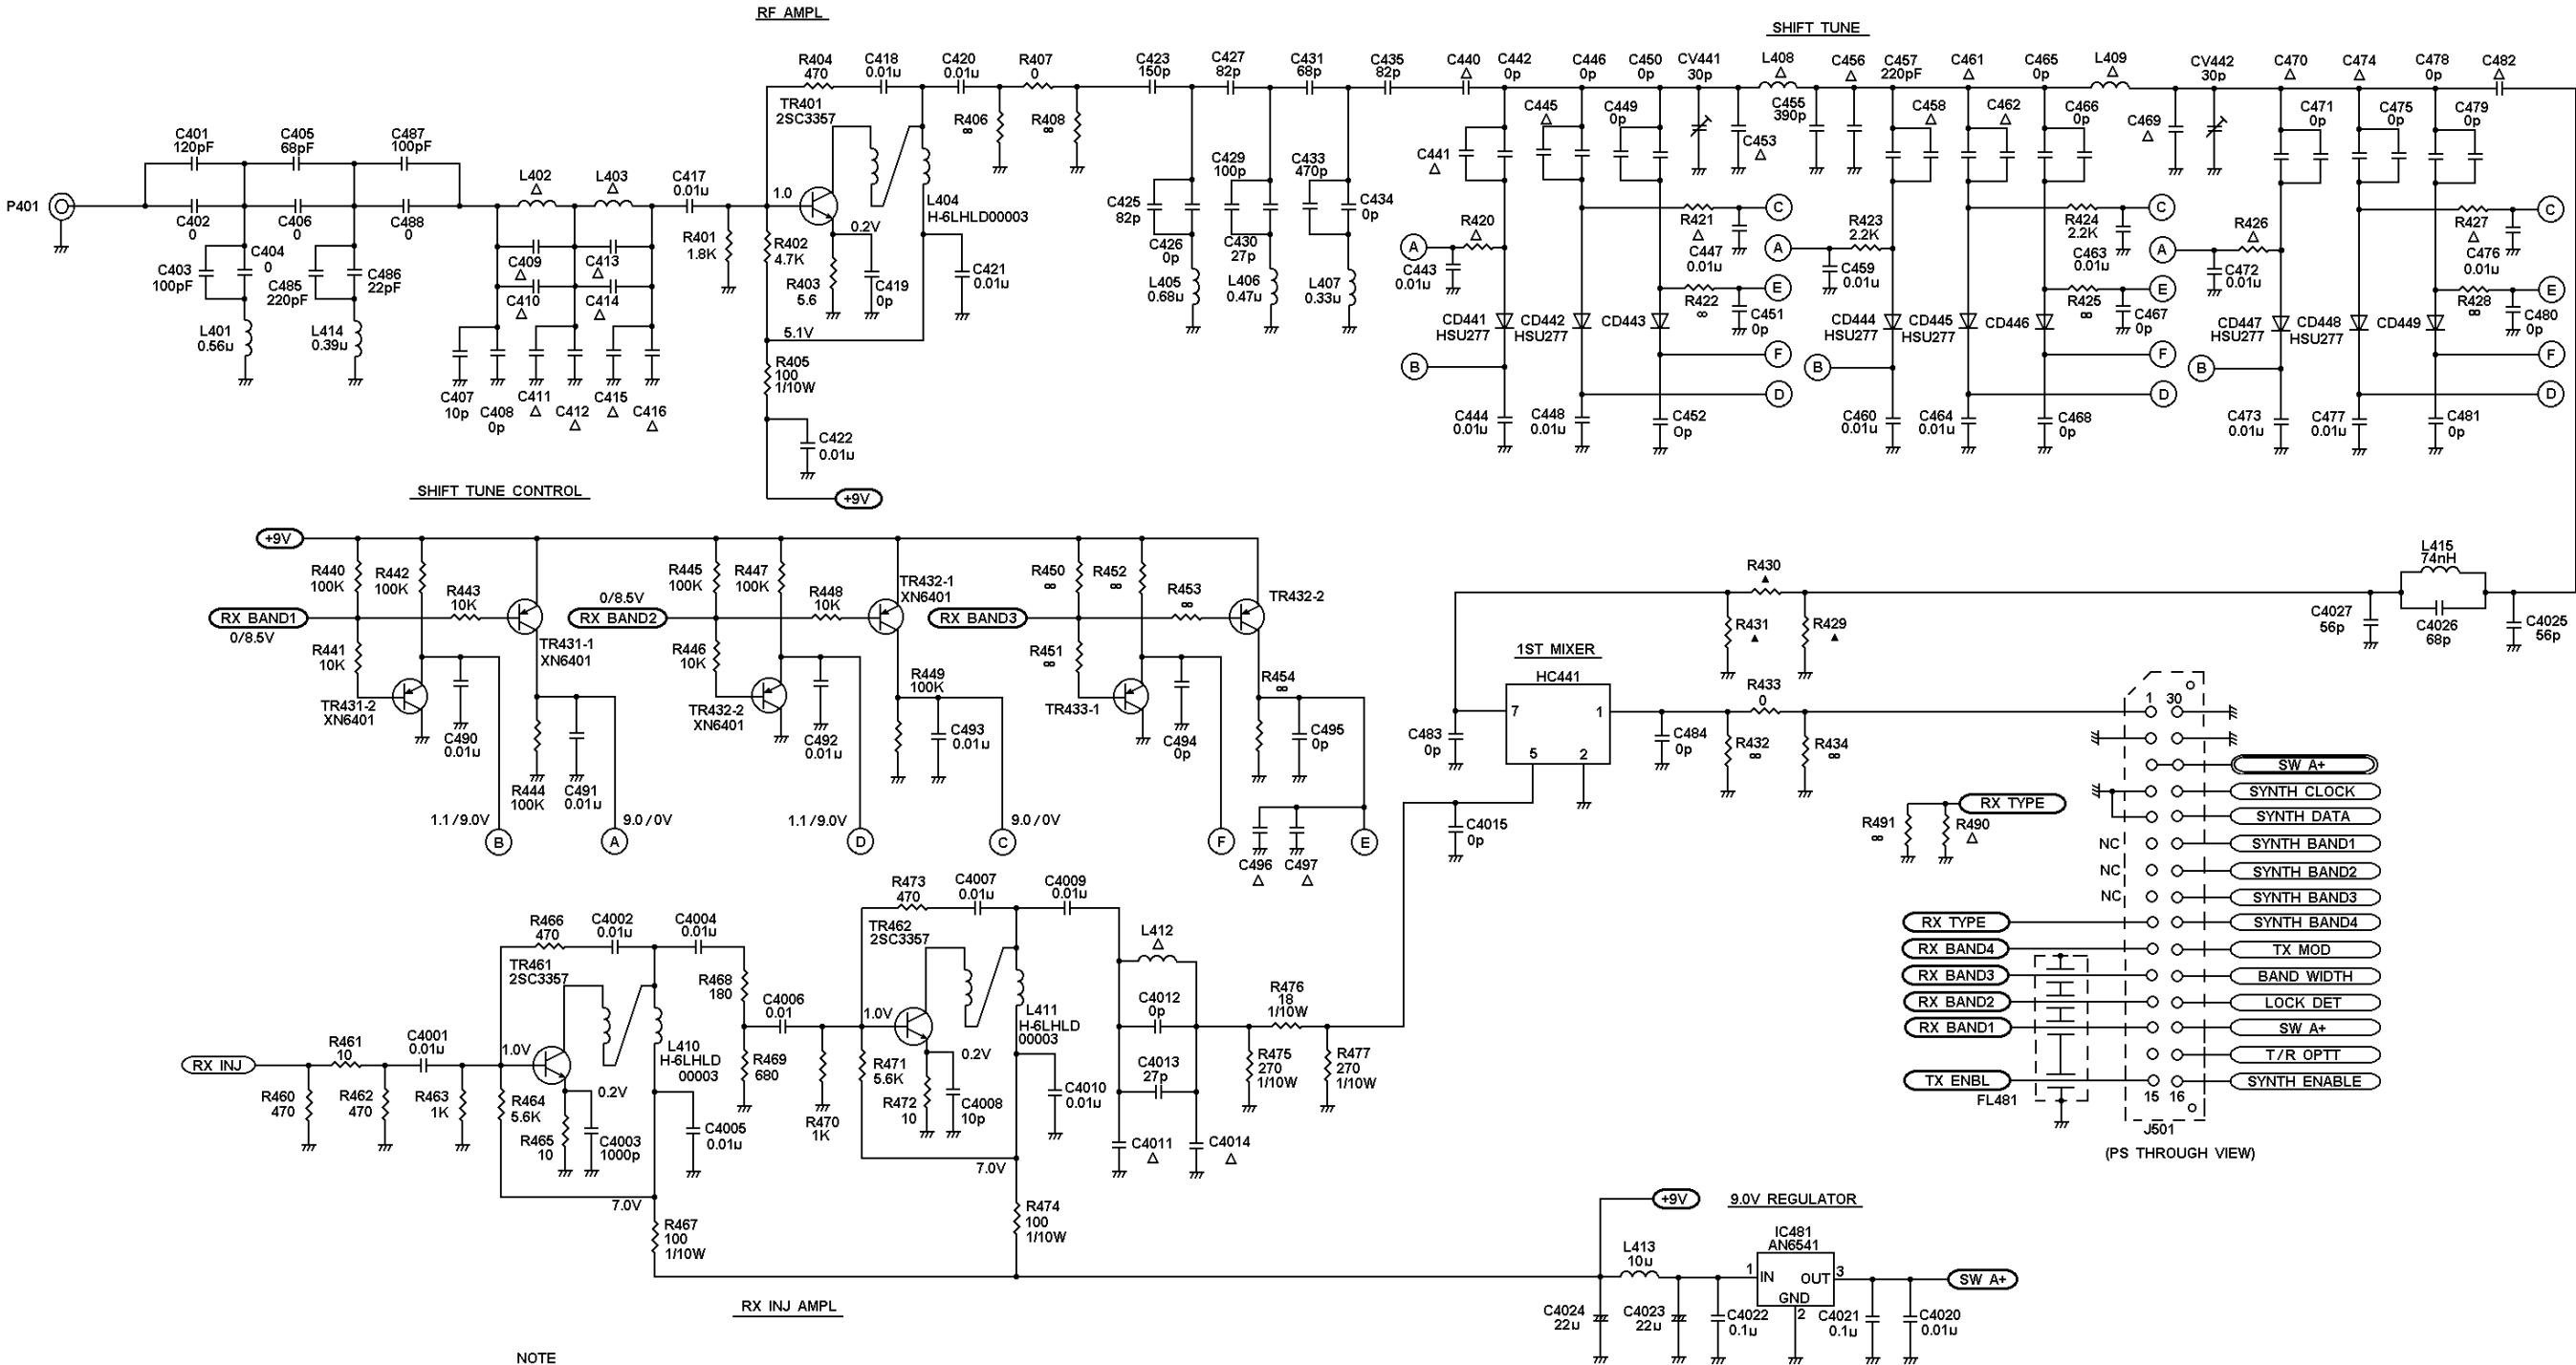 RF AMPL
SHIFT TUNE
R404
470
C418
0.01u
C420
0.01u
R407
0
C423
150p
C427
82p
C431
68p
C435
82p
C440
△
C442
0p
C446
0p
C450
0p
CV441
30p
L408
△
C456
△
C457
220pF
C461
△
C465
0p
L409
△
CV442
30p
C470
△
C474
△
C478
0p
C482
△
TR401
2SC3357
R406
∞
R408
∞
C445
△
C449
0p
C455
390p
C458
△
C462
△
C466
0p
C469
△
C471
0p
C475
0p
C479
0p
C401
120pF
C405
68pF
C487
100pF
C441
△
C453
△
L402
△
L403
△
C417
0.01u
1.0
C429
100p
C433
470p
P401
C402
0
C406
0
C488
0
L404
H-6LHLD00003
C425
82p
C434
0p
R401
1.8K
R402
4.7K
0.2V
R403
5.6
C419
0p
C421
0.01u
C426
0p
C430
27p
R420
△
R421
△
C
R423
2.2K
R424
2.2K
C
R426
△
R427
△
C
C403
100pF
C404
0
C485
220pF
C486
22pF
C409
△
C413
△
C410
△
C414
△
L405
0.68u
L406
0.47u
L407
0.33u
A
C443
0.01u
C447
0.01u
A
C459
0.01u
C463
0.01u
A
C472
0.01u
C476
0.01u
E
R422
∞
C451
0p
E
R425
∞
C467
0p
E
R428
∞
C480
0p
L401
0.56u
L414
0.39u
5.1V
CD441
HSU277
CD442
HSU277
CD443
CD444
HSU277
CD445
HSU277
CD446
CD447
HSU277
CD448
HSU277
CD449
F
F
F
R405
100
1/10W
B
B
B
C407
10p
C408
0p
C411
△
C412
△
C415
△
C416
△
D
D
D
C444
0.01u
C448
0.01u
C452
0p
C460
0.01u
C464
0.01u
C468
0p
C473
0.01u
C477
0.01u
C481
0p
C422
0.01u
+9V
SHIFT TUNE CONTROL
+9V
R440
100K
R442
100K
R443
10K
R445
100K
R447
100K
R448
10K
TR432-1
XN6401
R450
∞
R452
∞
R453
∞
TR432-2
R430
▲
L415
74nH
RX BAND1
0/8.5V
0/8.5V
RX BAND2
RX BAND3
R441
10K
TR431-1
XN6401
R446
10K
R451
∞
R431
▲
R429
▲
C4027
56p
C4026
68p
C4025
56p
1ST MIXER
HC441
R449
100K
R454
∞
TR431-2
XN6401
TR432-2
XN6401
TR433-1
C490
0.01u
R444
100K
C491
0.01u
C492
0.01u
C493
0.01u
C494
0p
C495
0p
C483
0p
7
1
5
2
C484
0p
R433
0
R432
∞
R434
∞
1
30
SW A+
SYNTH CLOCK
SYNTH DATA
NC
SYNTH BAND1
NC
SYNTH BAND2
NC
SYNTH BAND3
RX TYPE
SYNTH BAND4
RX BAND4
TX MOD
RX BAND3
BAND WIDTH
RX BAND2
LOCK DET
RX BAND1
SW A+
T/R OPTT
TX ENBL
SYNTH ENABLE
FL481
15
16
J501
(PS THROUGH VIEW)
RX TYPE
R491
∞
R490
△
1.1/9.0V
B
A
9.0/0V
1.1/9.0V
D
C
9.0/0V
F
E
C496
△
C497
△
C4015
0p
R473
470
C4007
0.01u
C4009
0.01u
R466
470
C4002
0.01u
C4004
0.01u
TR462
2SC3357
L412
△
TR461
2SC3357
R468
180
C4006
0.01
1.0V
L411
H-6LHLD
00003
C4012
0p
R476
18
1/10W
RX INJ
R461
10
C4001
0.01u
1.0V
L410
H-6LHLD
00003
R469
680
R471
5.6K
0.2V
C4013
27p
R475
270
1/10W
R477
270
1/10W
R460
470
R462
470
R463
1K
R464
5.6K
0.2V
R465
10
C4003
1000p
C4005
0.01u
R470
1K
R472
10
C4008
10p
C4010
0.01u
C4011
△
C4014
△
7.0V
7.0V
R467
100
1/10W
R474
100
1/10W
+9V
9.0V REGULATOR
IC481
AN6541
L413
10u
1
IN
OUT
3
GND
2
SW A+
C4024
22u
C4023
22u
C4022
0.1u
C4021
0.1u
C4020
0.01u
RX INJ AMPL
NOTE